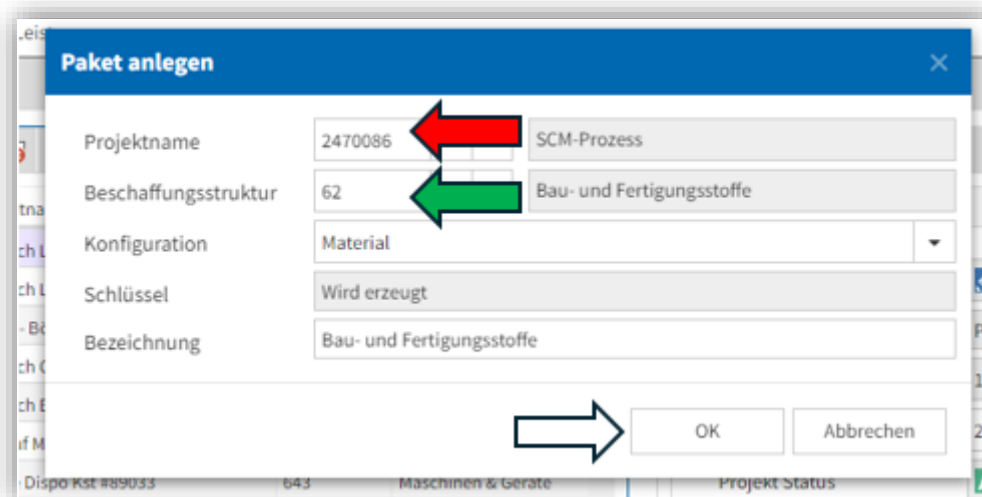 Paket anlegen
Projektname 2470086 SCM-Prozess
Beschaffungsstruktur 62 Bau- und Fertigungsstoffe
Konfiguration Material
Schlüssel Wird erzeugt
Bezeichnung Bau- und Fertigungsstoffe
OK Abbrechen
Dispo Kst #89033 643 Maschinen & Geräte Projekt Status